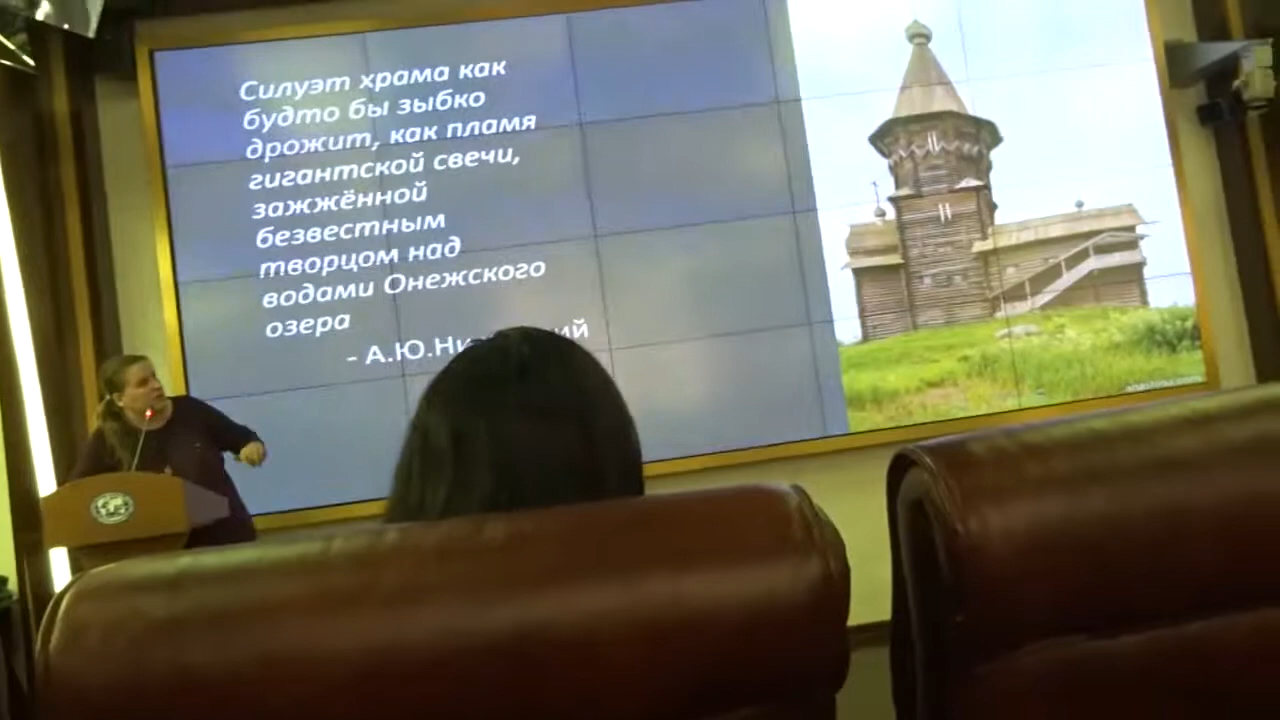 Силуэт храма как
будто бы зыбко
дрожит, как пламя
гигантской свечи,
зажжённой
безвестным
творцом над
водами Онежского
озера
- А.Ю.